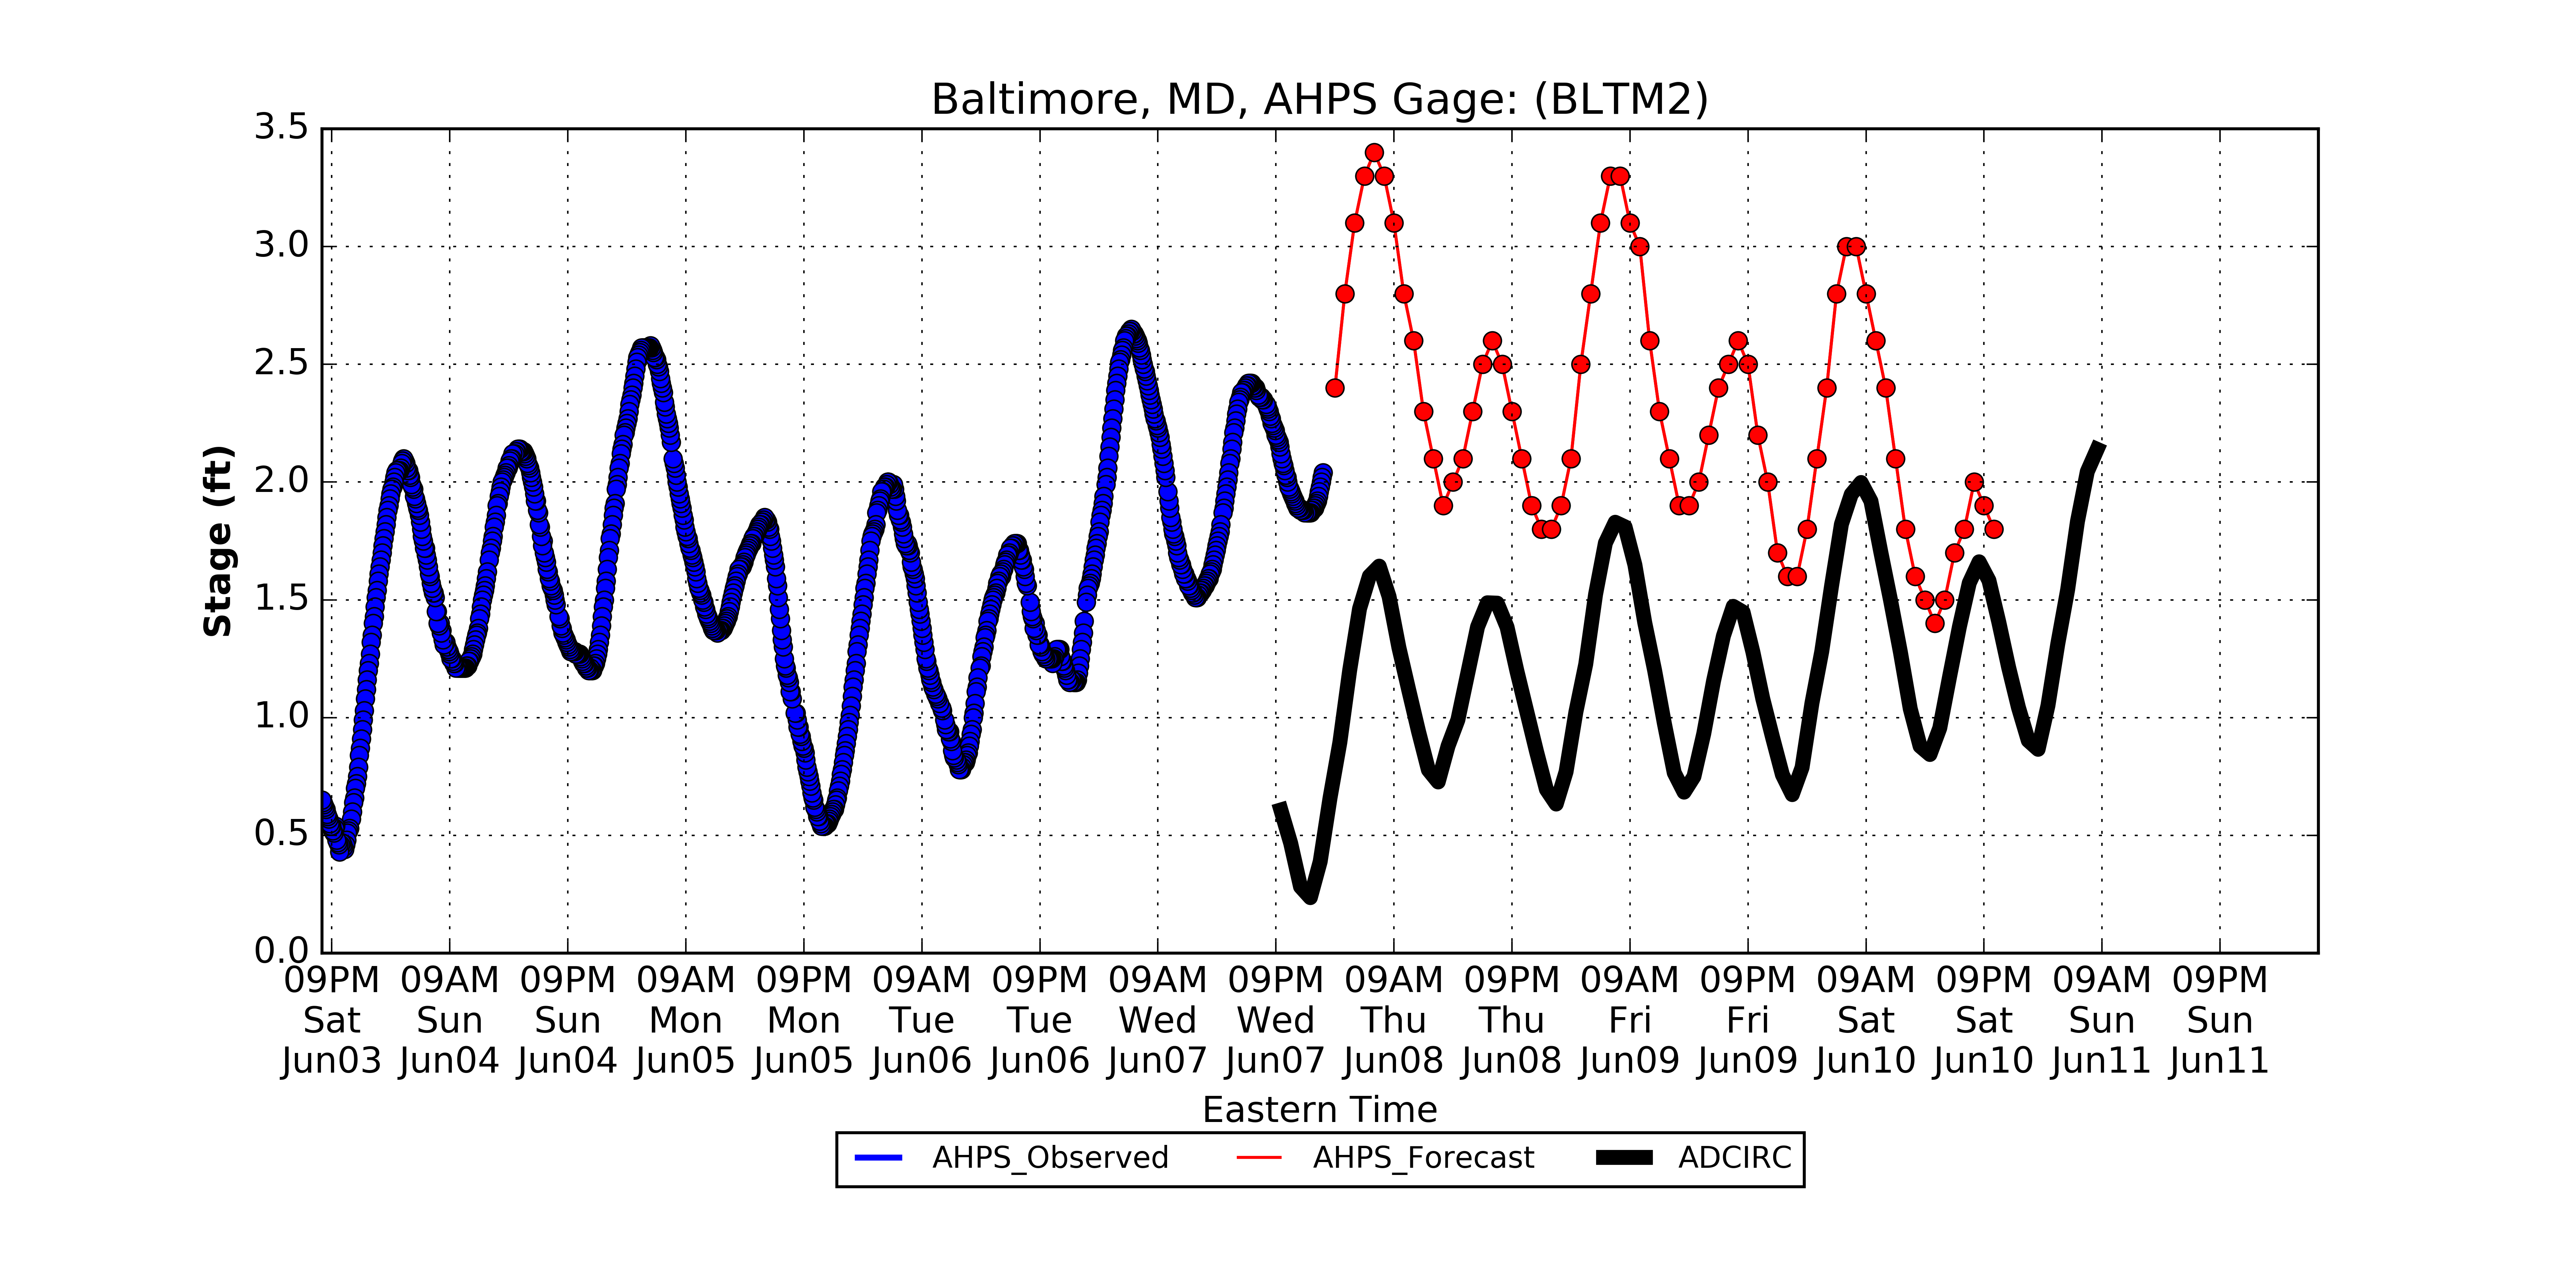 Baltimore, MD, AHPS Gage: (BLTM2)
3.5
3.0
2.5
2.0
1.5
1.0
0.5
0.0
Stage (ft)
09PM 09AM 09PM 09AM 09PM 09AM 09PM 09AM 09PM 09AM 09PM 09AM 09PM 09AM 09PM 09AM 09PM
Sat Sun Sun Mon Mon Tue Tue Wed Wed Thu Thu Fri Fri Sat Sat Sun Sun
Jun03 Jun04 Jun04 Jun05 Jun05 Jun06 Jun06 Jun07 Jun07 Jun08 Jun08 Jun09 Jun09 Jun10 Jun10 Jun11 Jun11
Eastern Time
AHPS_Observed AHPS_Forecast ADCIRC